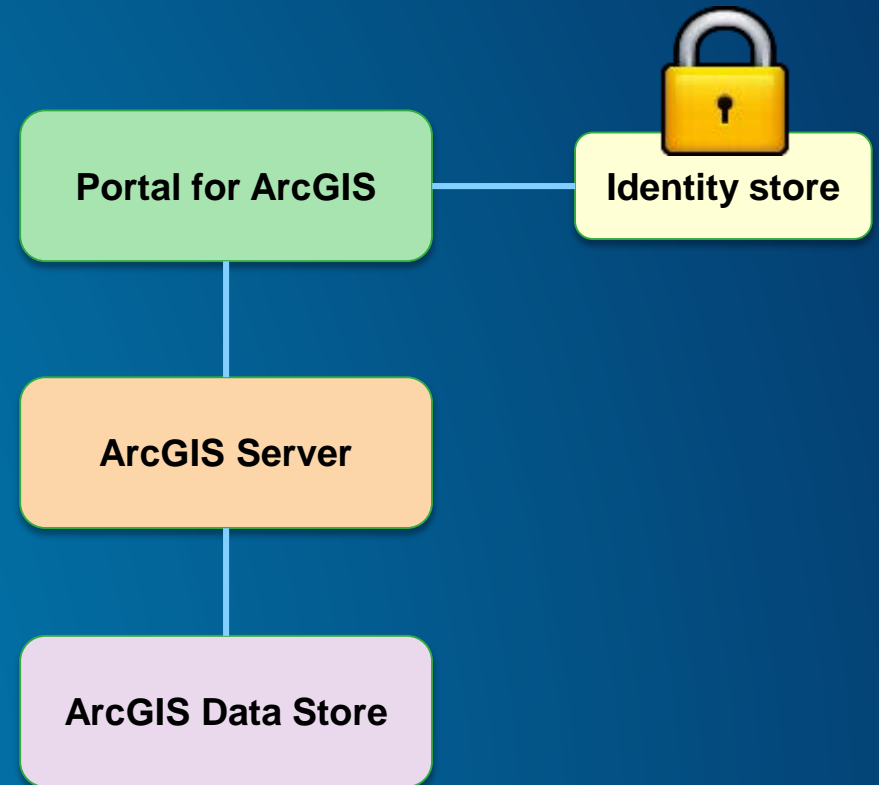 Portal for ArcGIS
Identity store
ArcGIS Server
ArcGIS Data Store